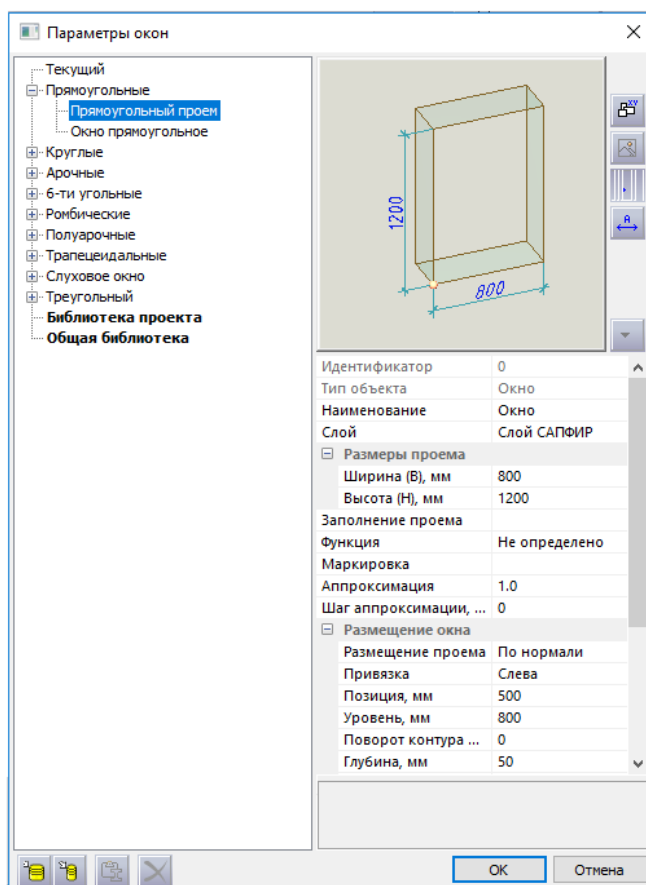 Параметры окон
Текущий
Прямоугольные
Прямоугольный проем
Окно прямоугольное
Круглые
Арочные
6-ти угольные
Ромбические
Полуарочные
Трапецеидальные
Слуховое окно
Треугольный
Библиотека проекта
Общая библиотека
1200
800
XY
A
Идентификатор 0
Тип объекта Окно
Наименование Окно
Слой Слой САПФИР
Размеры проема
Ширина (B), мм 800
Высота (H), мм 1200
Заполнение проема
Функция Не определено
Маркировка
Аппроксимация 1.0
Шаг аппроксимации, ... 0
Размещение окна
Размещение проема По нормали
Привязка Слева
Позиция, мм 500
Уровень, мм 800
Поворот контура ... 0
Глубина, мм 50
ОК Отмена